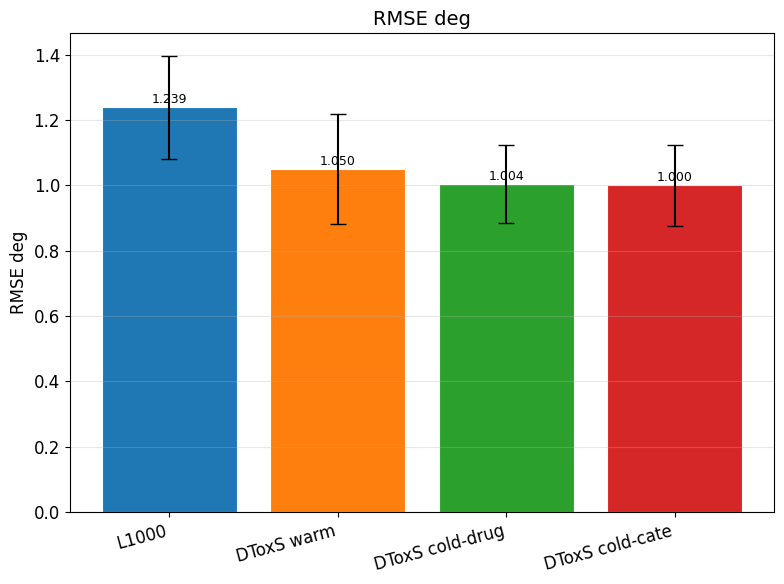 RMSE deg
RMSE deg
1.4
1.2
1.0
0.8
0.6
0.4
0.2
0.0
1.239
1.050
1.004
1.000
L1000
DToxS warm
DToxS cold-drug
DToxS cold-cate